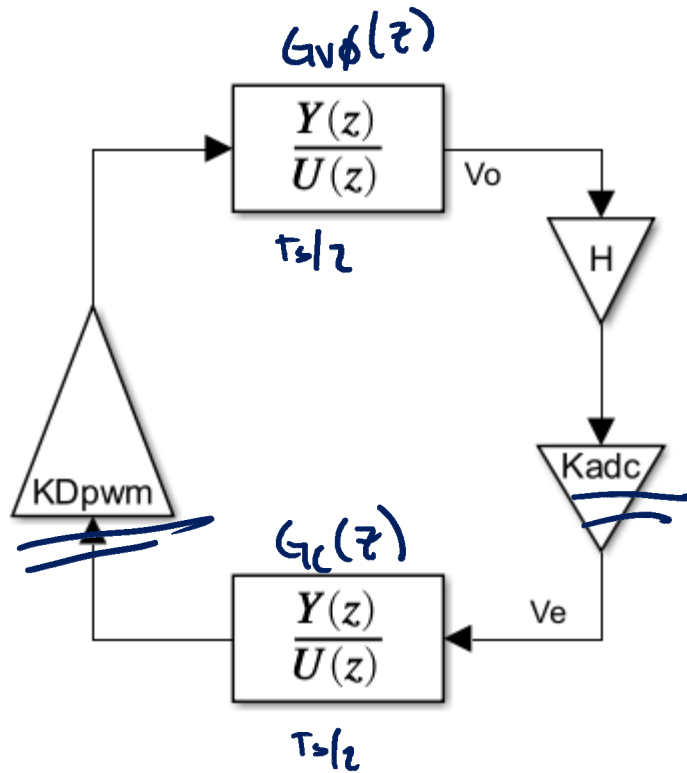 Gvϕ(z)
Y(z)
U(z)
Vo
Ts/2
H
KDpwm
Kadc
Gc(z)
Y(z)
U(z)
Ve
Ts/2